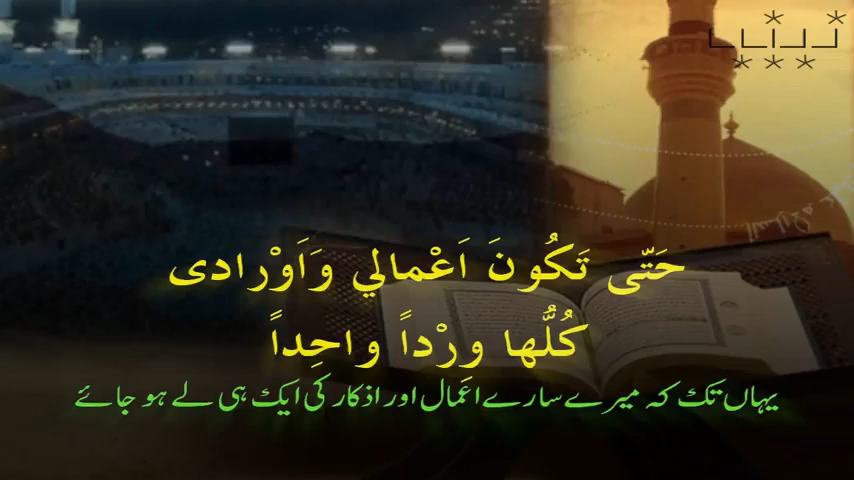 حَتّى تَكُونَ اَعْمالي وَاَوْرادى
كُلُّها وِرْداً واحِداً
یہاں تک کہ میرے سارے اعمال اور اذکار کی ایک ہی لے ہو جائے